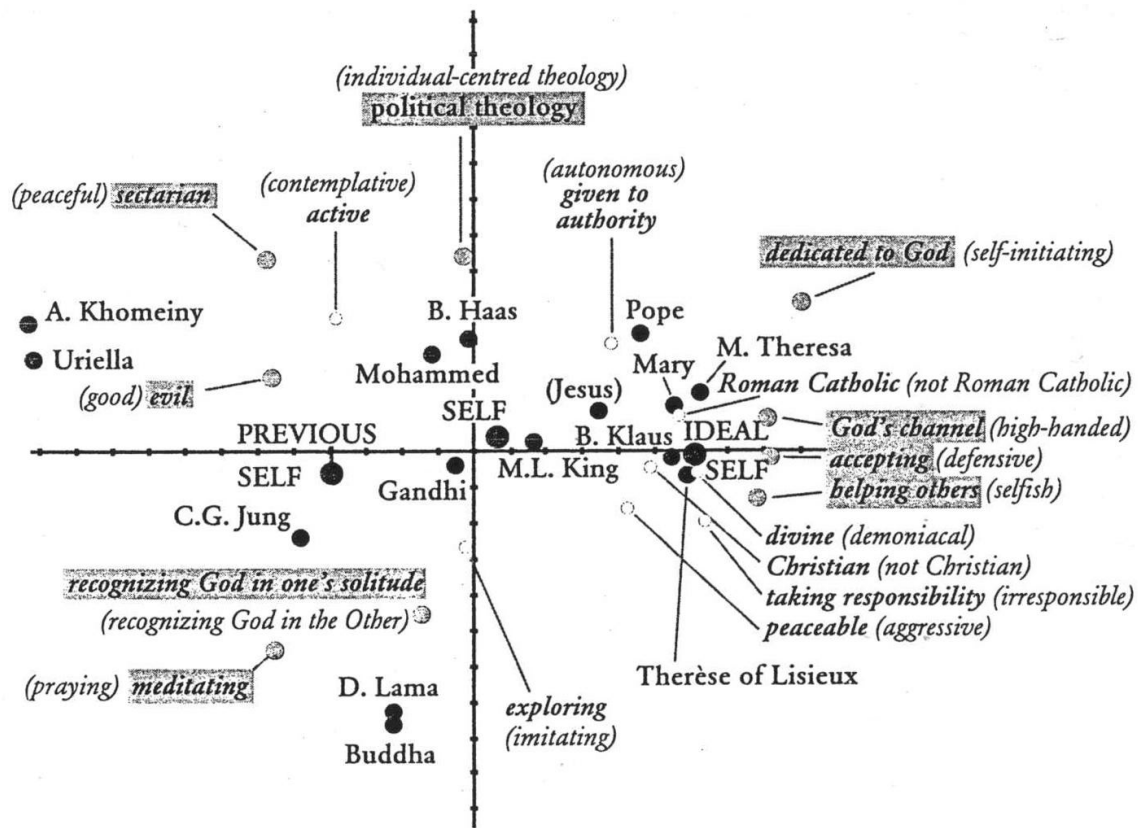 (individual-centred theology)
political theology
(peaceful) sectarian
(contemplative)
active
(autonomous)
given to
authority
dedicated to God (self-initiating)
A. Khomeiny
B. Haas
Pope
Uriella
Mohammed
Mary
M. Theresa
(good) evil
(Jesus)
Roman Catholic (not Roman Catholic)
SELF
God's channel (high-handed)
PREVIOUS
SELF
B. Klaus
IDEAL
SELF
accepting (defensive)
M.L. King
Gandhi
helping others (selfish)
C.G. Jung
divine (demoniacal)
Christian (not Christian)
recognizing God in one's solitude
(recognizing God in the Other)
taking responsibility (irresponsible)
peaceable (aggressive)
(praying) meditating
D. Lama
Buddha
exploring
(imitating)
Therèse of Lisieux